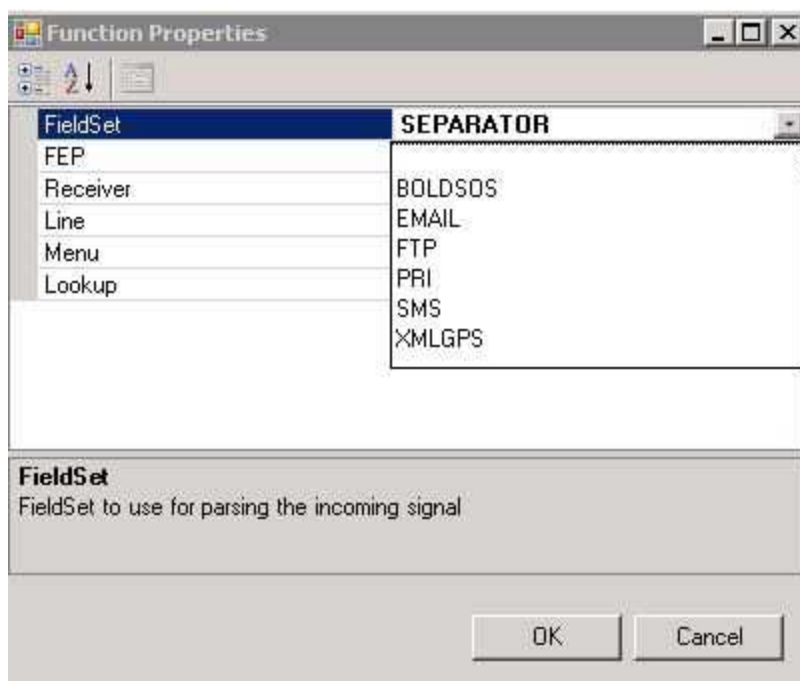 Function Properties
FieldSet SEPARATOR
FEP
Receiver
Line
Menu
Lookup
BOLDSOS
EMAIL
FTP
PRI
SMS
XMLGPS
FieldSet
FieldSet to use for parsing the incoming signal
OK Cancel